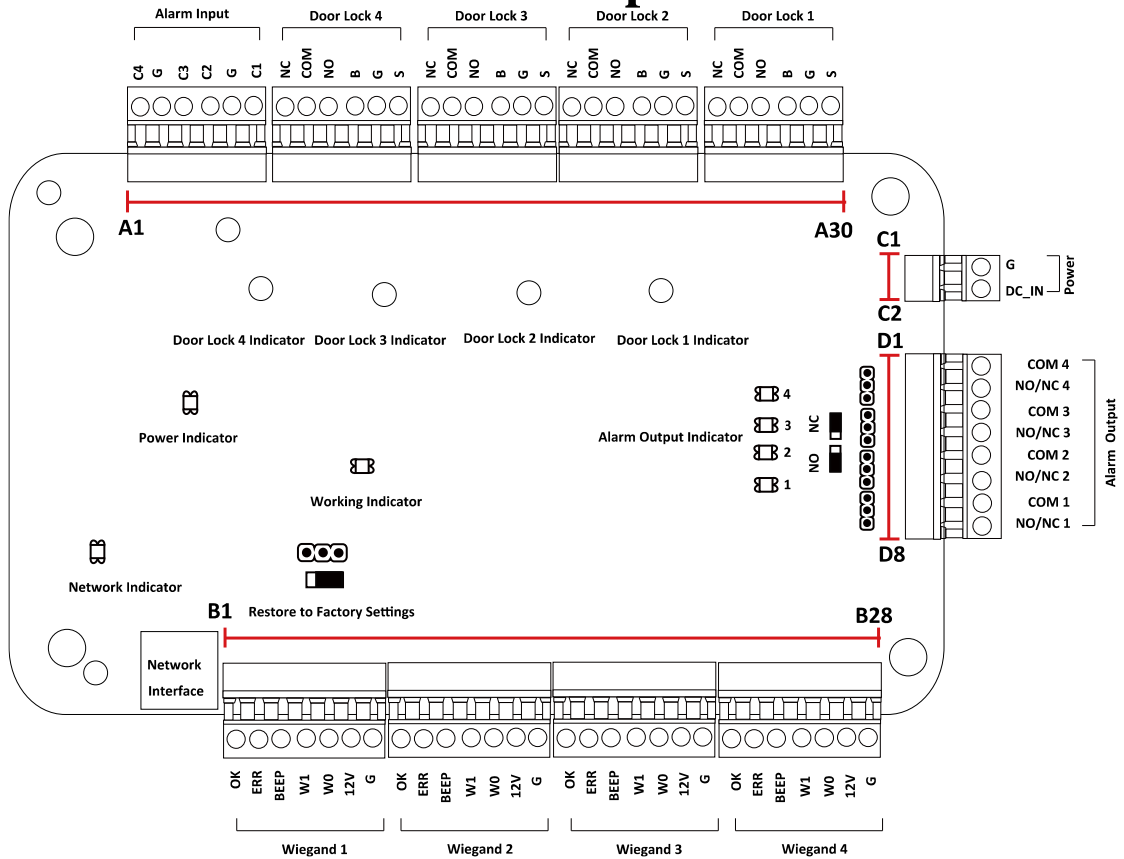 Alarm Input
Door Lock 4
Door Lock 3
Door Lock 2
Door Lock 1
C4 G C3 C2 G C1
NC COM NO B G S
NC COM NO B G S
NC COM NO B G S
NC COM NO B G S
A1
A30
C1
G
DC_IN
Power
C2
Door Lock 4 Indicator
Door Lock 3 Indicator
Door Lock 2 Indicator
Door Lock 1 Indicator
D1
COM 4
NO/NC 4
COM 3
NO/NC 3
COM 2
NO/NC 2
COM 1
NO/NC 1
Alarm Output
4
3
2
1
NC
NO
Alarm Output Indicator
Power Indicator
Working Indicator
D8
Network Indicator
Restore to Factory Settings
B1
B28
Network
Interface
OK ERR BEEP W1 W0 12V G
OK ERR BEEP W1 W0 12V G
OK ERR BEEP W1 W0 12V G
OK ERR BEEP W1 W0 12V G
Wiegand 1
Wiegand 2
Wiegand 3
Wiegand 4